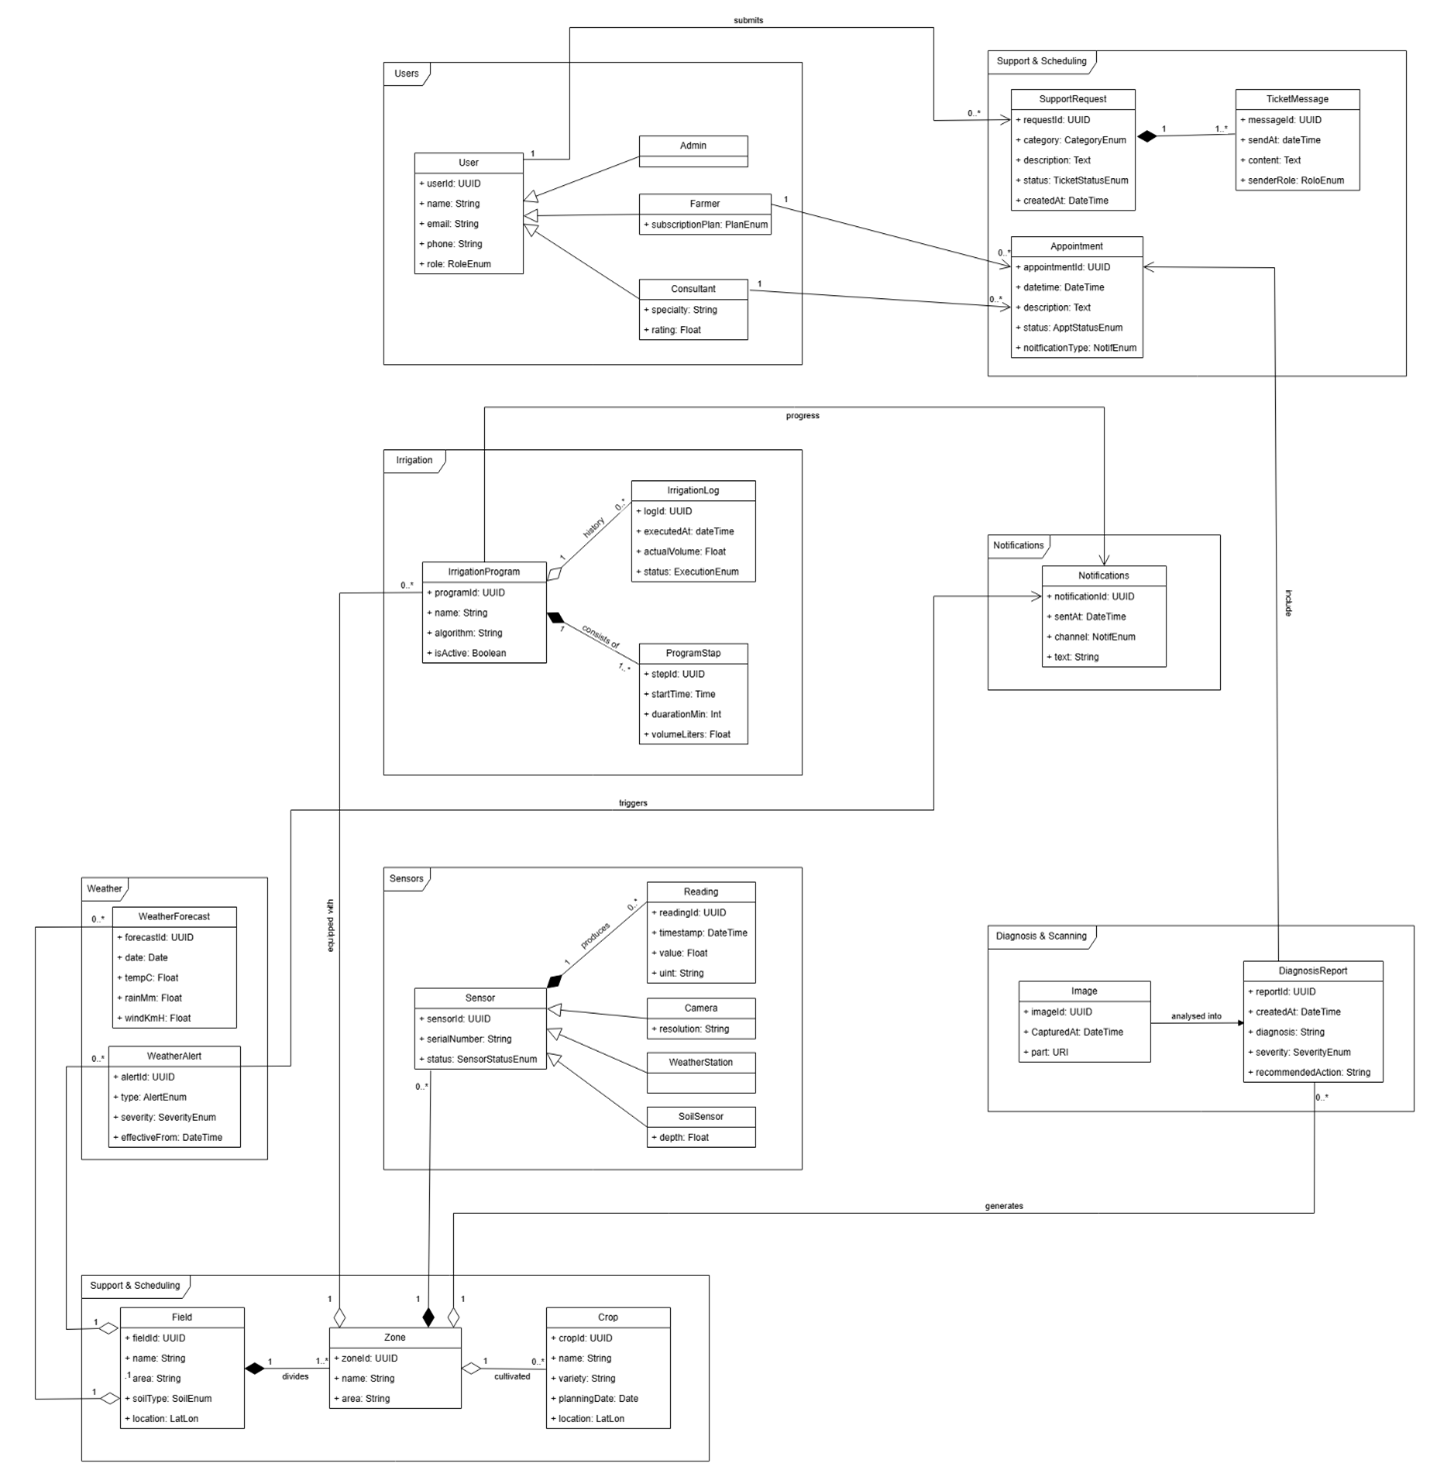 submits
Users
User
+ userId: UUID
+ name: String
+ email: String
+ phone: String
+ role: RoleEnum
1
Admin
Farmer
+ subscriptionPlan: PlanEnum
1
Consultant
+ specialty: String
+ rating: Float
1
Support & Scheduling
0..*
SupportRequest
+ requestId: UUID
+ category: CategoryEnum
+ description: Text
+ status: TicketStatusEnum
+ createdAt: DateTime
1
1..*
TicketMessage
+ messageId: UUID
+ sendAt: dateTime
+ content: Text
+ senderRole: RoloEnum
0..*
0..*
Appointment
+ appointmentId: UUID
+ datetime: DateTime
+ description: Text
+ status: ApptStatusEnum
+ noitficationType: NotifEnum
progress
Irrigation
IrrigationLog
+ logId: UUID
+ executedAt: dateTime
+ actualVolume: Float
+ status: ExecutionEnum
0..*
history
1
0..*
IrrigationProgram
+ programId: UUID
+ name: String
+ algorithm: String
+ isActive: Boolean
1
consists of
1..*
ProgramStap
+ stepId: UUID
+ startTime: Time
+ duarationMin: Int
+ volumeLiters: Float
Notifications
Notifications
+ notificationId: UUID
+ sentAt: DateTime
+ channel: NotifEnum
+ text: String
include
triggers
equipped with
Weather
0..*
WeatherForecast
+ forecastId: UUID
+ date: Date
+ tempC: Float
+ rainMm: Float
+ windKmH: Float
0..*
WeatherAlert
+ alertId: UUID
+ type: AlertEnum
+ severity: SeverityEnum
+ effectiveFrom: DateTime
Sensors
Reading
+ readingId: UUID
+ timestamp: DateTime
+ value: Float
+ uint: String
0..*
produces
1
Sensor
+ sensorId: UUID
+ serialNumber: String
+ status: SensorStatusEnum
0..*
Camera
+ resolution: String
WeatherStation
SoilSensor
+ depth: Float
Diagnosis & Scanning
Image
+ imageId: UUID
+ CapturedAt: DateTime
+ part: URI
analysed into
DiagnosisReport
+ reportId: UUID
+ createdAt: DateTime
+ diagnosis: String
+ severity: SeverityEnum
+ recommendedAction: String
0..*
generates
Support & Scheduling
1
1
Field
+ fieldId: UUID
+ name: String
.1 area: String
+ soilType: SoilEnum
+ location: LatLon
1
divides
1..*
1
1
1
Zone
+ zoneId: UUID
+ name: String
+ area: String
1
cultivated
0..*
Crop
+ cropId: UUID
+ name: String
+ variety: String
+ planningDate: Date
+ location: LatLon